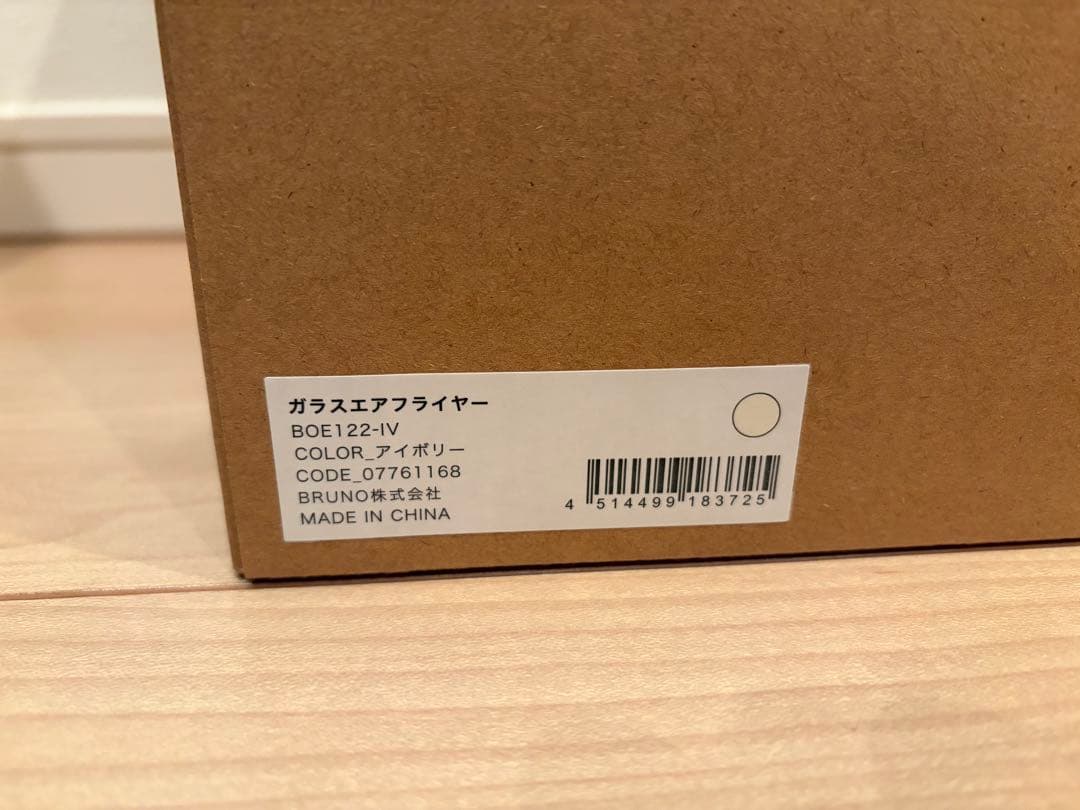 ガラスエアフライヤー
BOE122-IV
COLOR_アイボリー
CODE_07761168
BRUNO株式会社
MADE IN CHINA
4 514499 183725